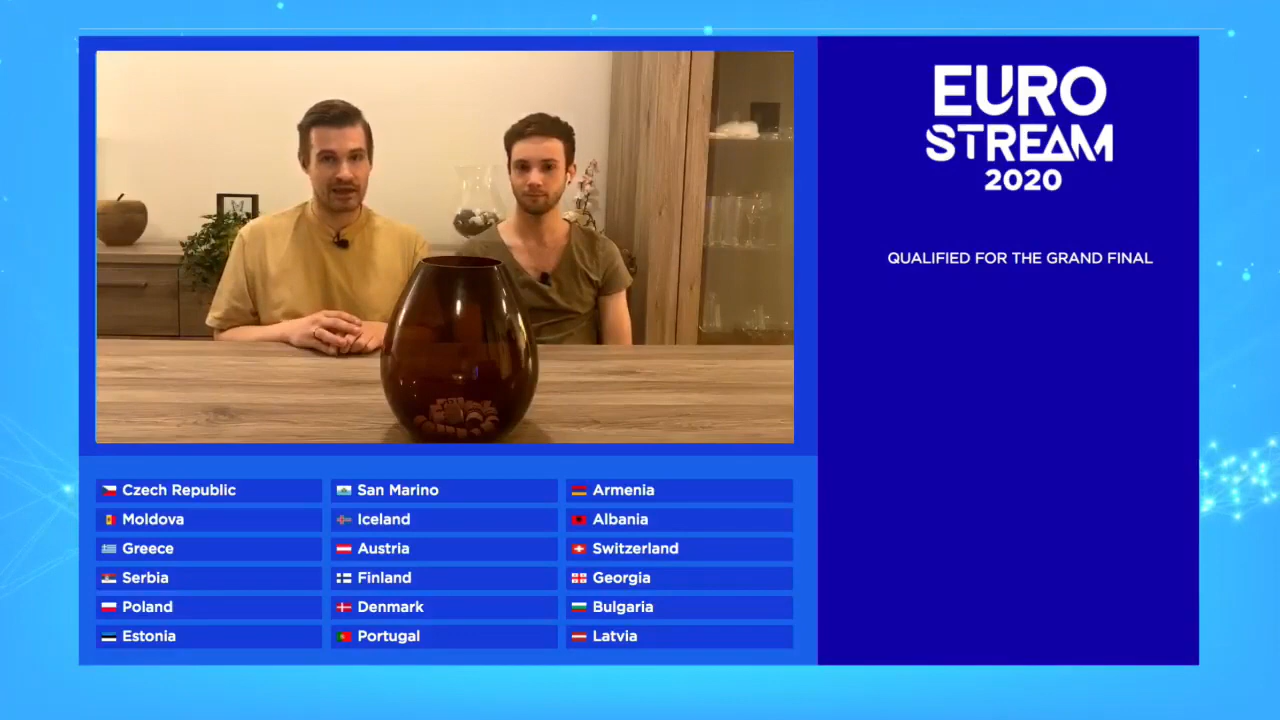 EURO
STREAM
2020
QUALIFIED FOR THE GRAND FINAL
Czech Republic
San Marino
Armenia
Moldova
Iceland
Albania
Greece
Austria
Switzerland
Serbia
Finland
Georgia
Poland
Denmark
Bulgaria
Estonia
Portugal
Latvia